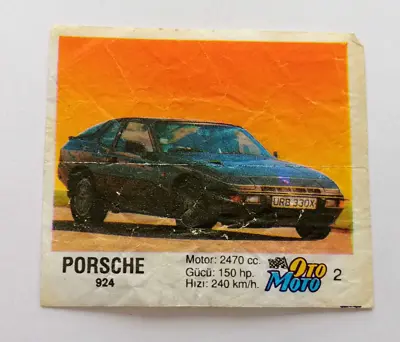 URB 330X
PORSCHE
924
Motor: 2470 cc.
Gücü: 150 hp.
Hızı: 240 km/h.
OTO
MOTO
2